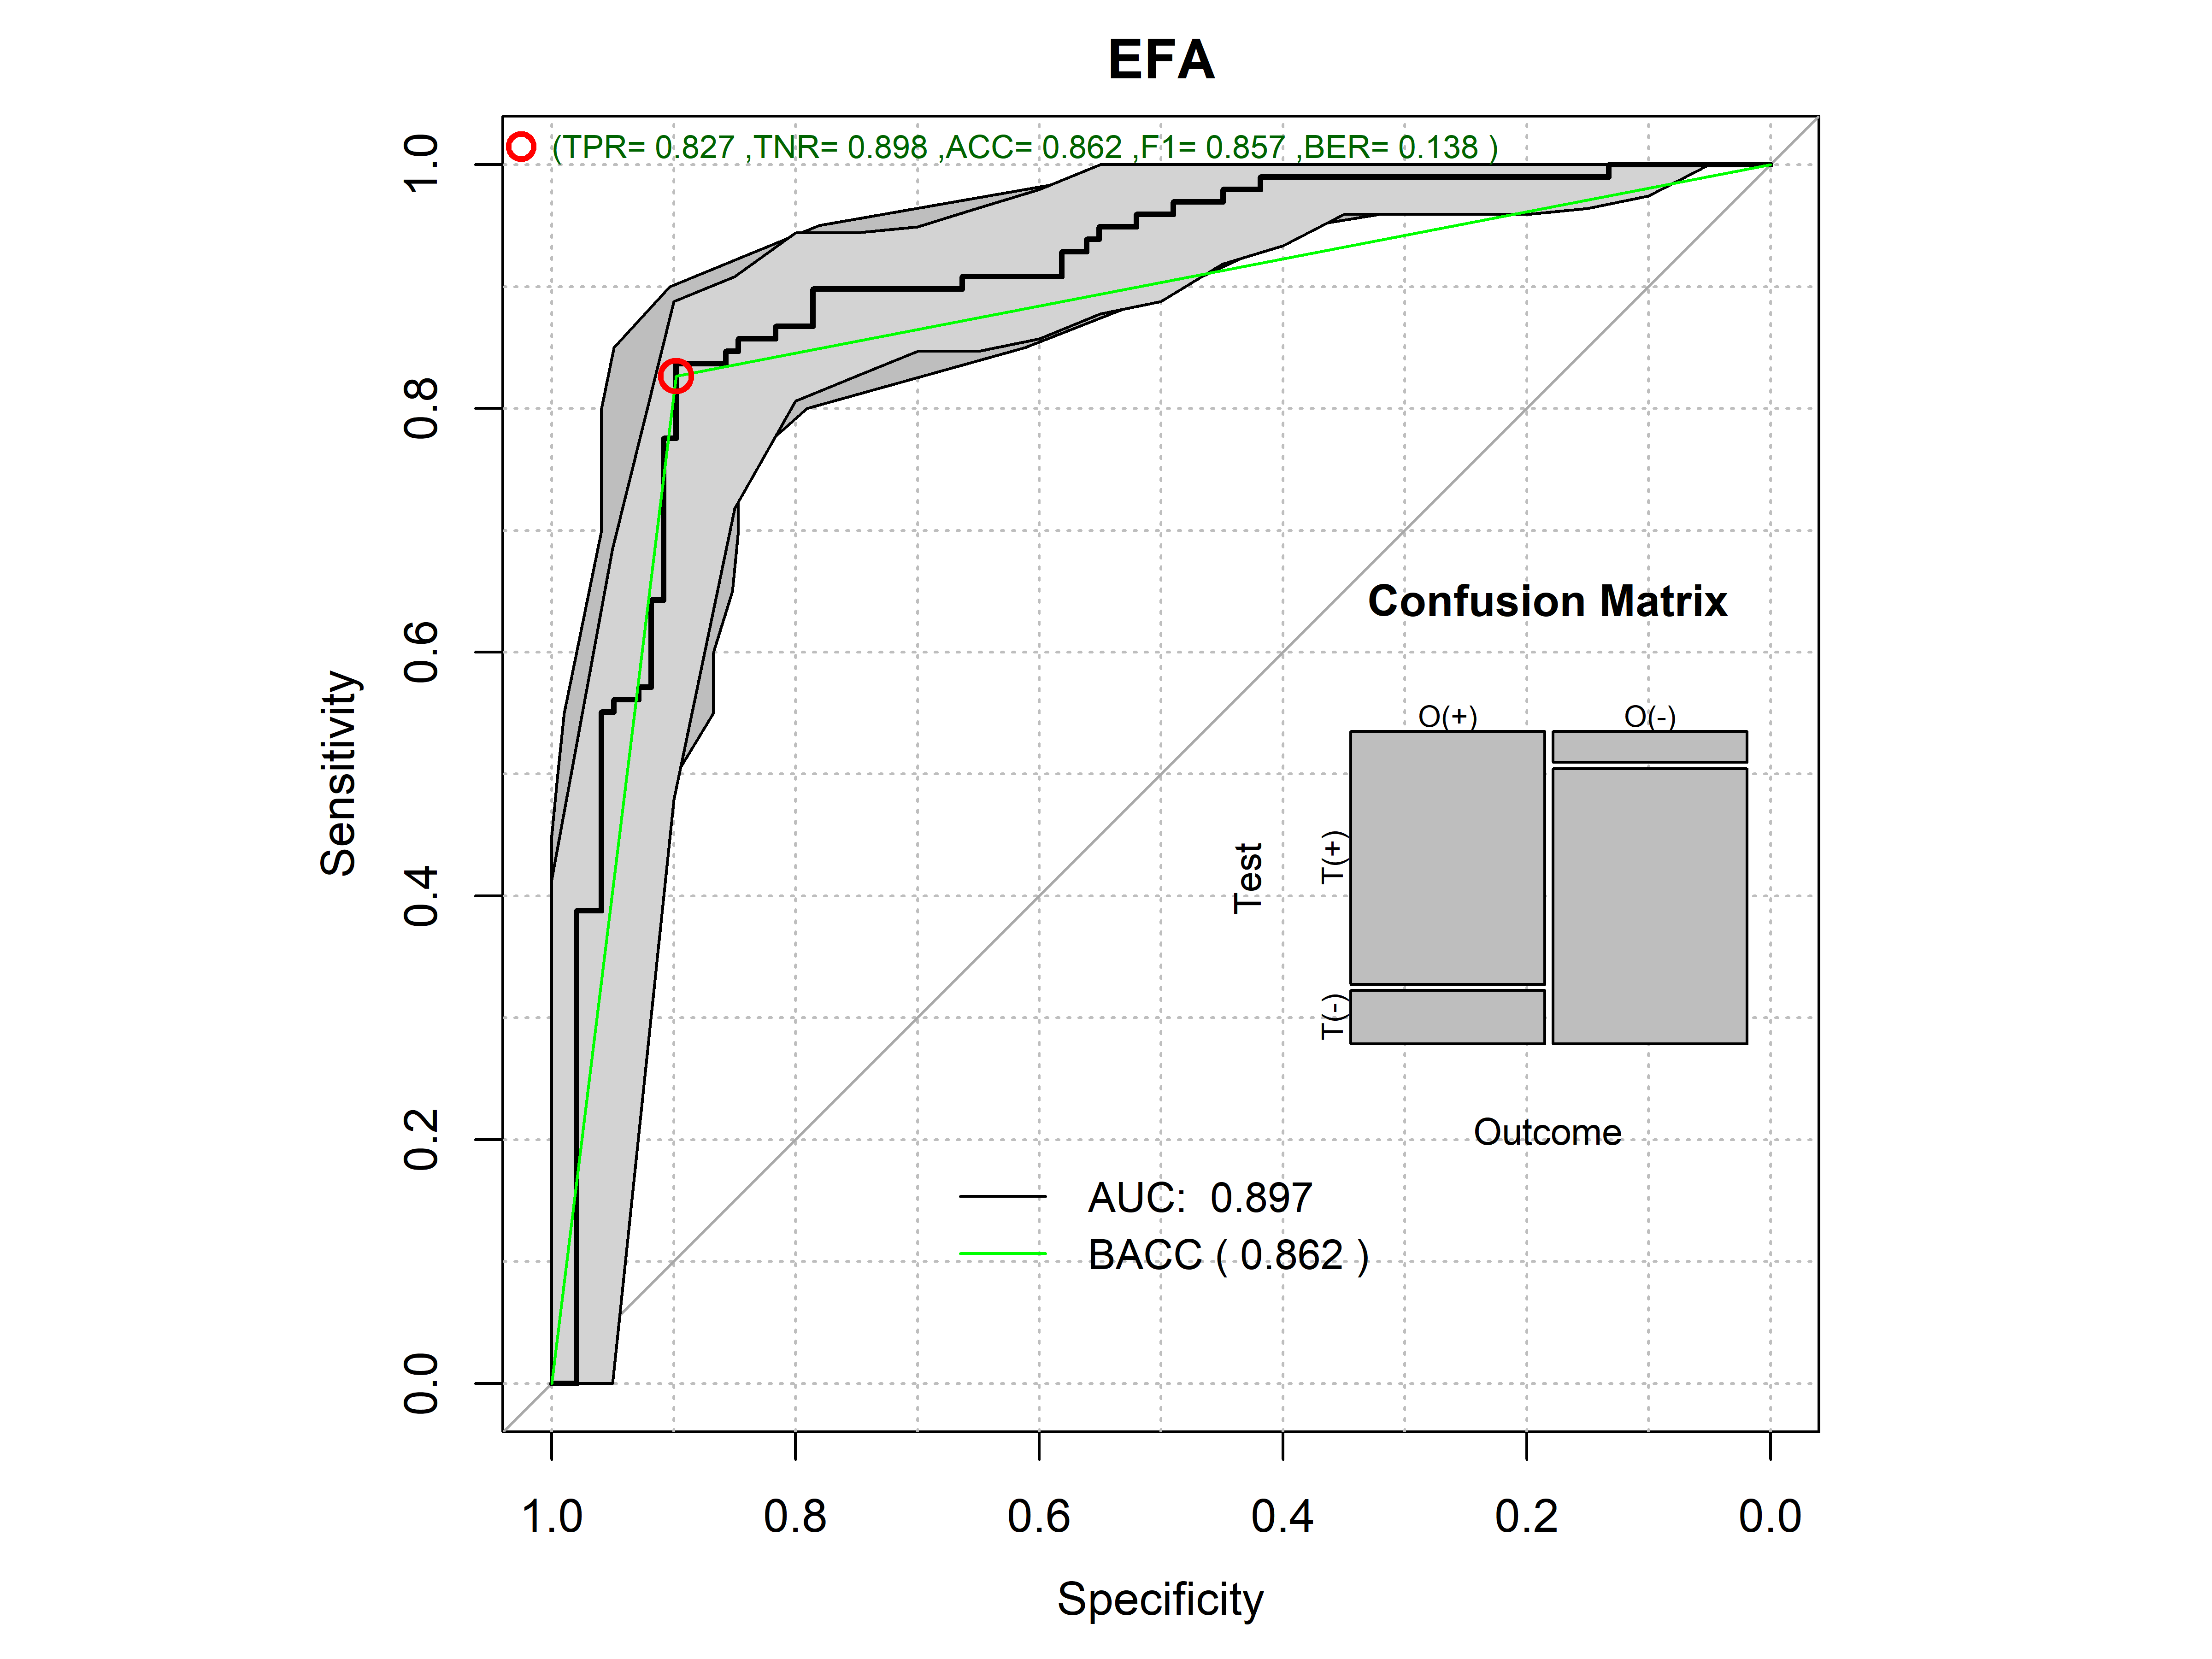 EFA
(TPR= 0.827 ,TNR= 0.898 ,ACC= 0.862 ,F1= 0.857 ,BER= 0.138 )
Sensitivity
1.0
0.8
0.6
0.4
0.2
0.0
Confusion Matrix
O(+) O(-)
Test
T(+)
T(-)
Outcome
AUC: 0.897
BACC ( 0.862 )
1.0 0.8 0.6 0.4 0.2 0.0
Specificity